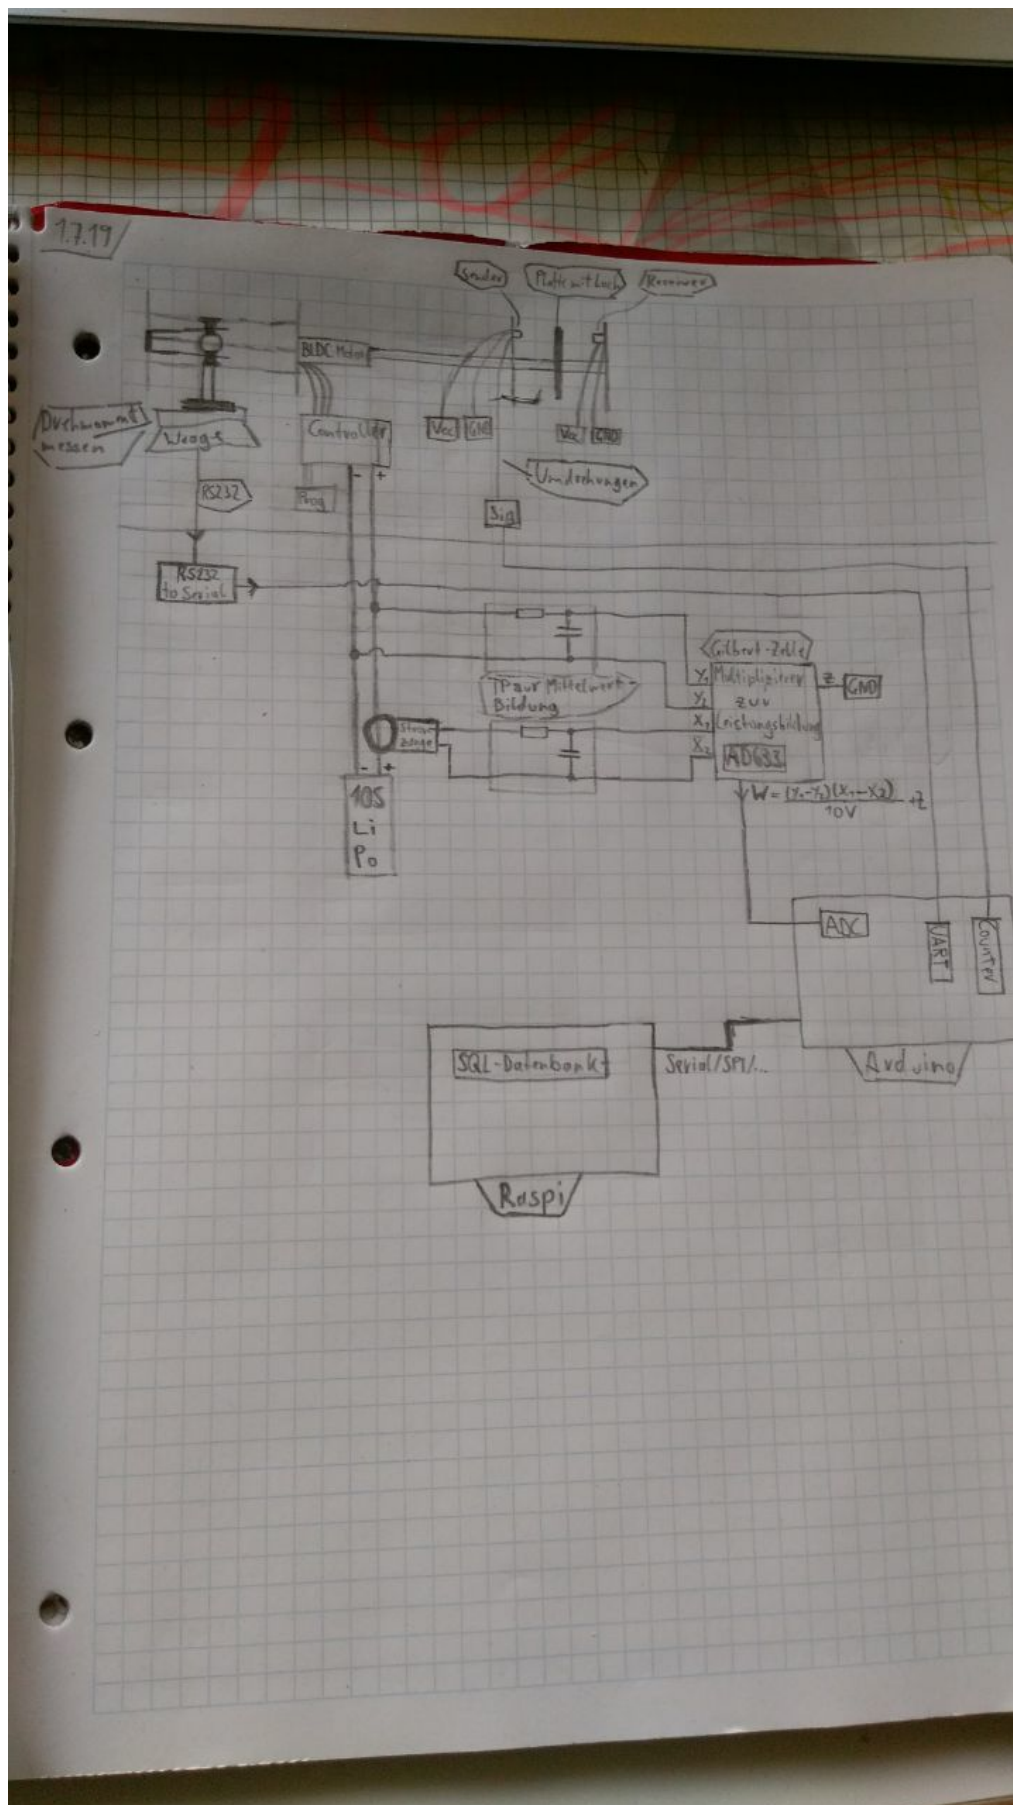 1.7.19
Sender
Platte mit Loch
Receiver
BLDC Motor
Drehmoment
messen
Waage
Controller
Vcc
GND
Vcc
GND
- +
Umdrehungen
RS232
Prog
Sig
RS232
to Serial
Gilbert-Zelle
Y₁ Multiplizierer
Z
GND
Y₂ zur
TP zur Mittelwert-
Bildung
X₁ Leistungsbildung
X₂
AD633
Strom
zange
- +
10S
Li
Po
W = (Y₁-Y₂)(X₁-X₂) / 10V + Z
ADC
UART
Counter
SQL-Datenbank
Serial/SPI/...
Arduino
Raspi